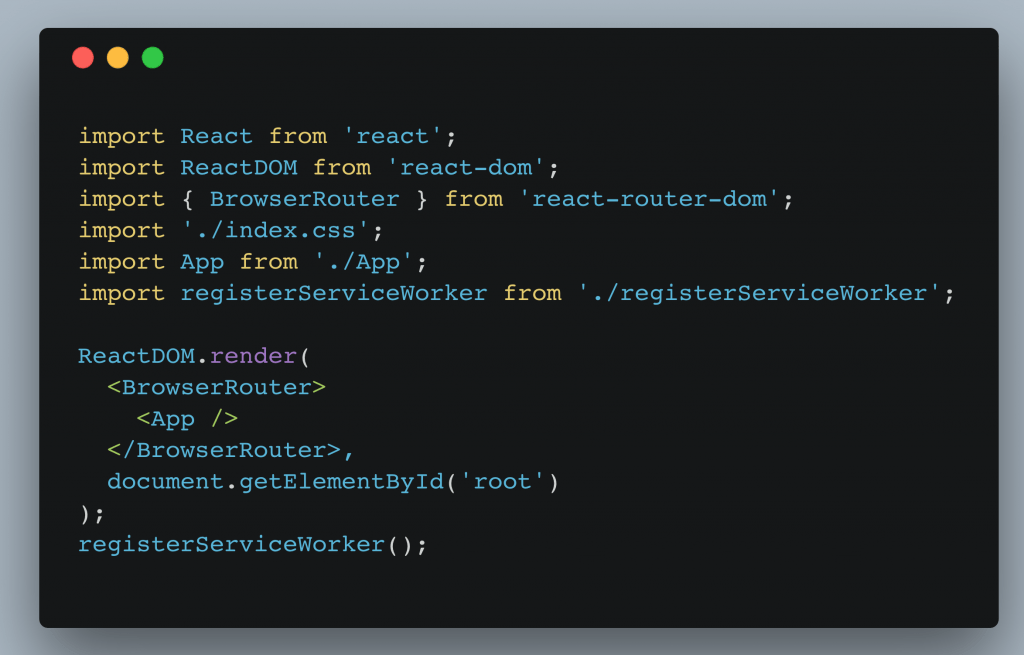 import React from 'react';
import ReactDOM from 'react-dom';
import { BrowserRouter } from 'react-router-dom';
import './index.css';
import App from './App';
import registerServiceWorker from './registerServiceWorker';

ReactDOM.render(
  <BrowserRouter>
    <App />
  </BrowserRouter>,
  document.getElementById('root')
);
registerServiceWorker();